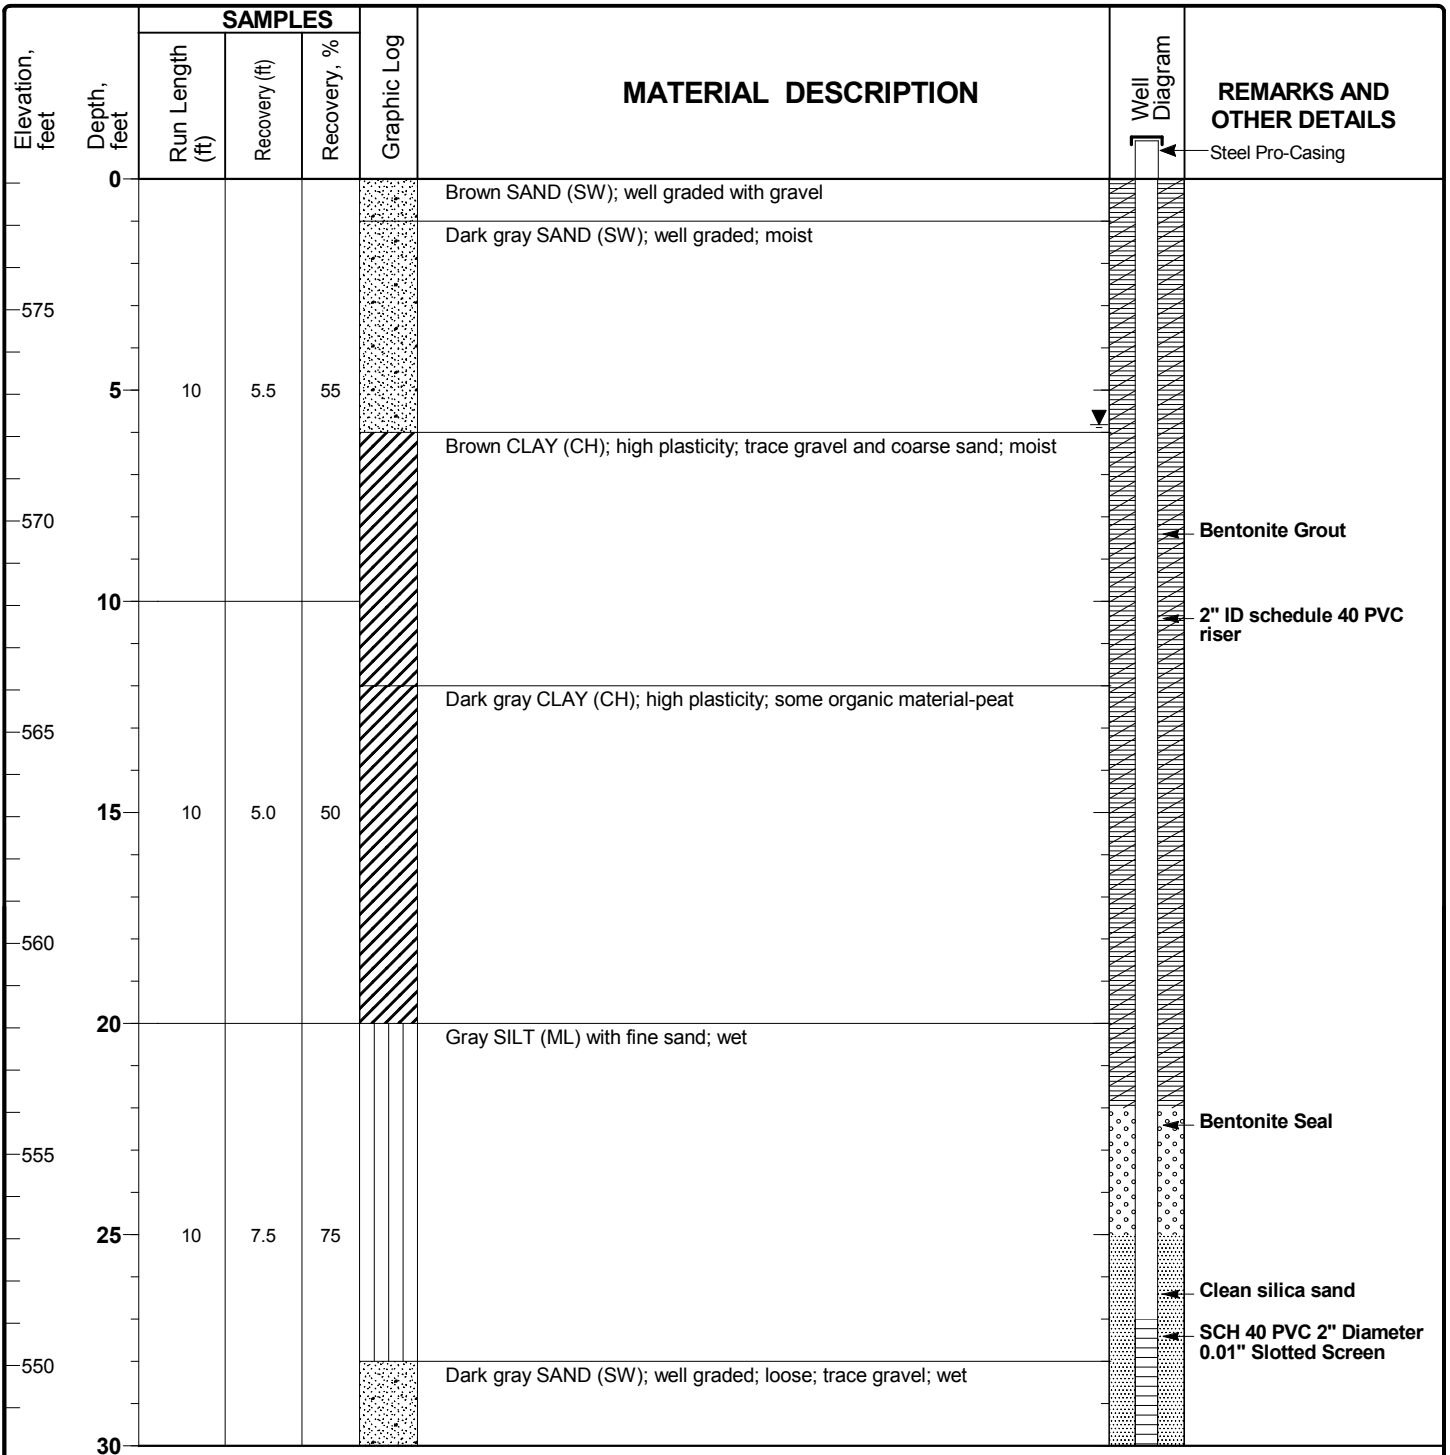 SAMPLES
Elevation,
feet
Depth,
feet
Run Length
(ft)
Recovery (ft)
Recovery, %
Graphic Log
MATERIAL DESCRIPTION
Well
Diagram
REMARKS AND
OTHER DETAILS
Steel Pro-Casing
0
Brown SAND (SW); well graded with gravel
Dark gray SAND (SW); well graded; moist
575
5 10 5.5 55
Brown CLAY (CH); high plasticity; trace gravel and coarse sand; moist
570
Bentonite Grout
10
2" ID schedule 40 PVC
riser
Dark gray CLAY (CH); high plasticity; some organic material-peat
565
15 10 5.0 50
560
20
Gray SILT (ML) with fine sand; wet
Bentonite Seal
555
25 10 7.5 75
Clean silica sand
SCH 40 PVC 2" Diameter
0.01" Slotted Screen
550
Dark gray SAND (SW); well graded; loose; trace gravel; wet
30